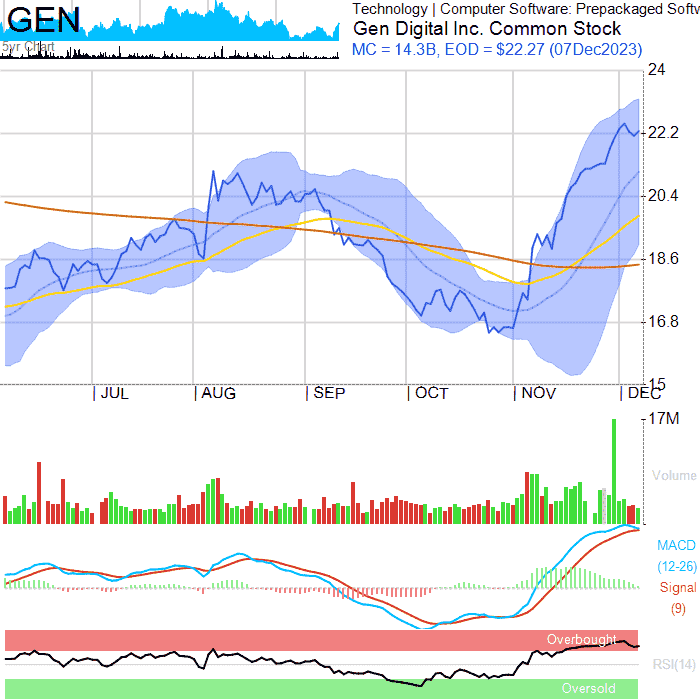 GEN
5yr Chart
Technology | Computer Software: Prepackaged Softw
Gen Digital Inc. Common Stock
MC = 14.3B, EOD = $22.27 (07Dec2023)
24
22.2
20.4
18.6
16.8
15
| JUL | AUG | SEP | OCT | NOV | DEC
17M
Volume
MACD
(12-26)
Signal
(9)
Overbought
RSI(14)
Oversold